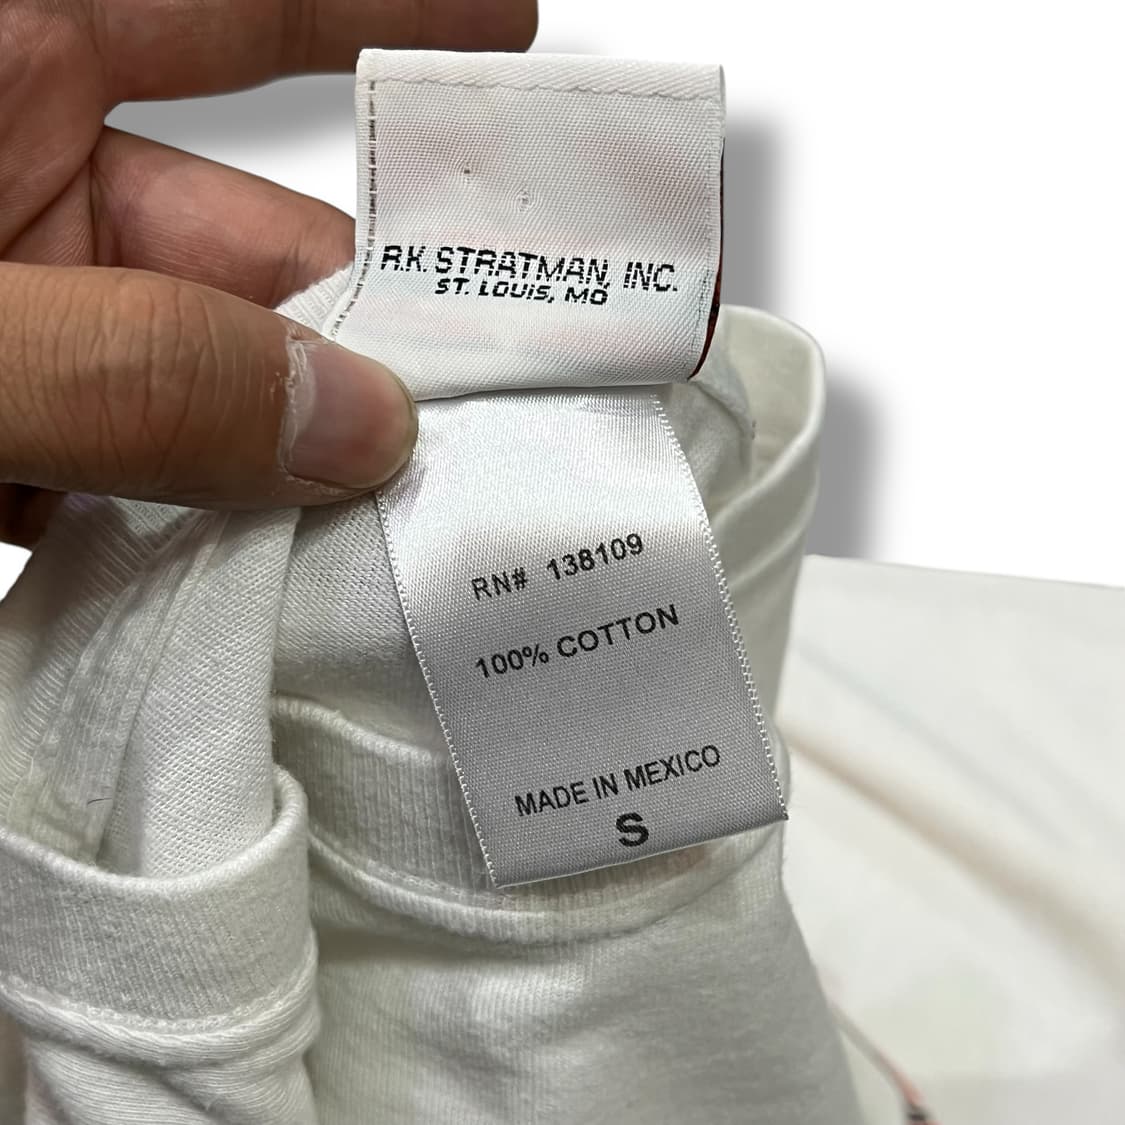 R.K. STRATMAN, INC.
ST. LOUIS, MO
RN# 138109
100% COTTON
MADE IN MEXICO
S